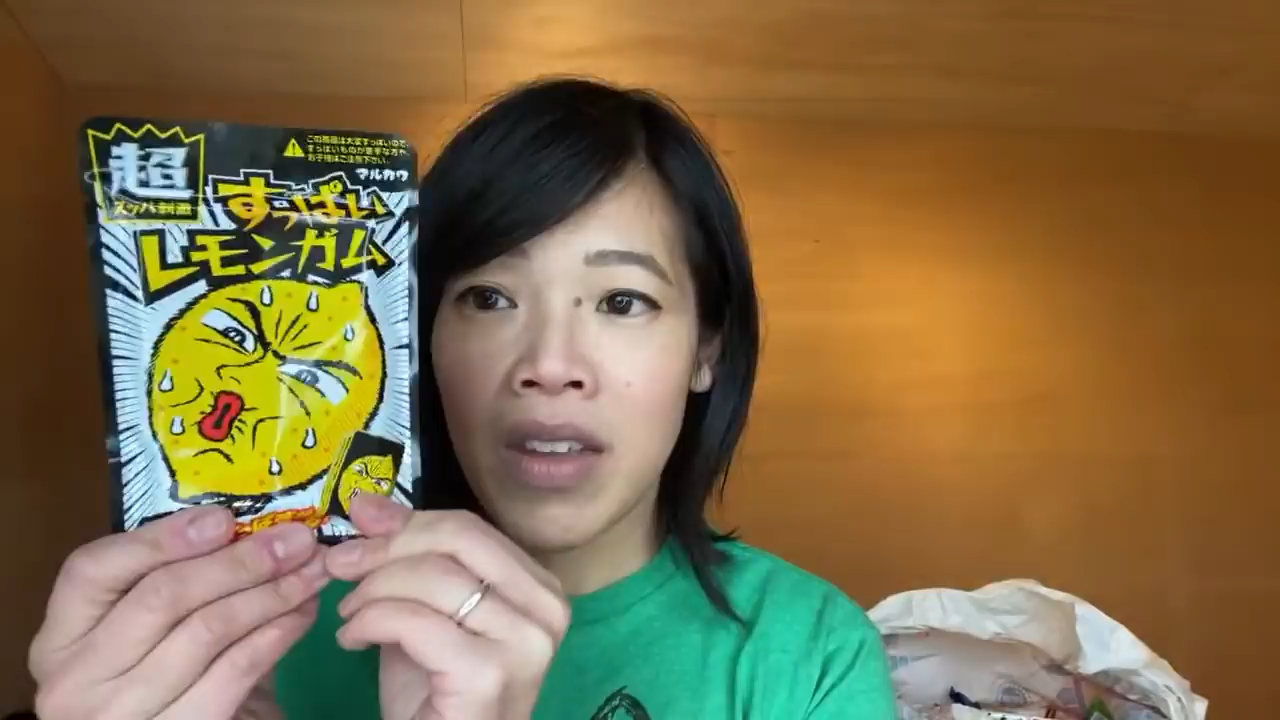 超
スッパ刺激
この商品は大変すっぱいので、
すっぱいものが苦手な方や、
お子様はご注意下さい。
マルカワ
すっぱい
レモンガム